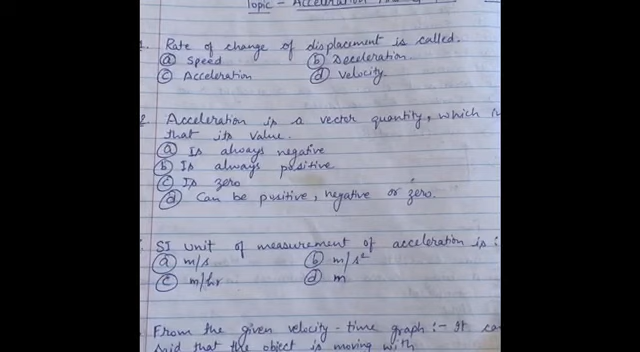 Topic - Acceleration
Rate of change of displacement is called.
(a) Speed (b) Deceleration.
(c) Acceleration (d) Velocity
Acceleration is a vector quantity, which in
that its value.
(a) Is always negative
(b) Is always positive
(c) Is zero
(d) Can be positive, negative or zero.
SI unit of measurement of acceleration is :
(a) m/s (b) m/s²
(c) m/hr (d) m
From the given velocity - time graph :- It can
said that the object is moving with